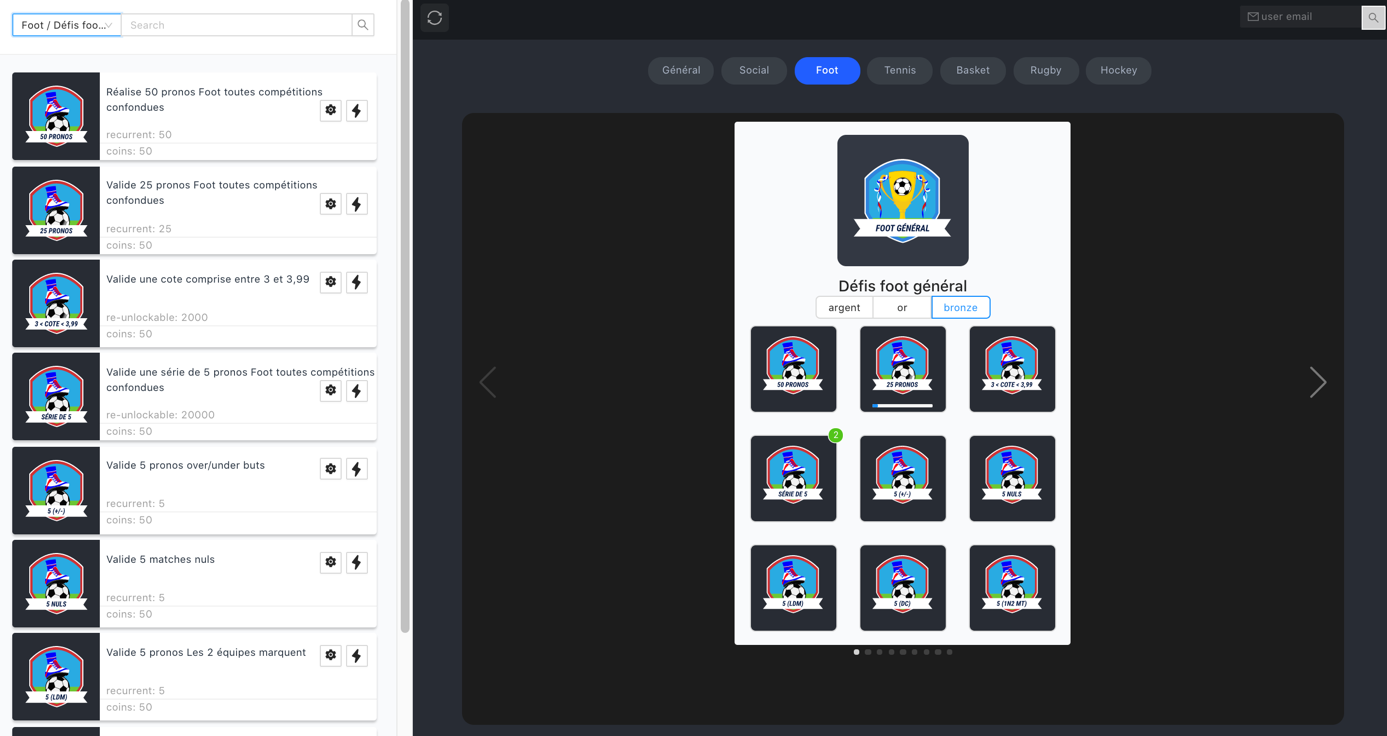 Foot / Défis foo...
Search
50 PRONOS
Réalise 50 pronos Foot toutes compétitions
confondues
recurrent: 50
coins: 50
25 PRONOS
Valide 25 pronos Foot toutes compétitions
confondues
recurrent: 25
coins: 50
3 < COTE < 3,99
Valide une cote comprise entre 3 et 3,99
re-unlockable: 2000
coins: 50
SÉRIE DE 5
Valide une série de 5 pronos Foot toutes compétitions
confondues
re-unlockable: 20000
coins: 50
5 (+/-)
Valide 5 pronos over/under buts
recurrent: 5
coins: 50
5 NULS
Valide 5 matches nuls
recurrent: 5
coins: 50
5 (LDM)
Valide 5 pronos Les 2 équipes marquent
recurrent: 5
coins: 50
user email
Général Social Foot Tennis Basket Rugby Hockey
FOOT GÉNÉRAL
Défis foot général
argent or bronze
50 PRONOS 25 PRONOS 3 < COTE < 3,99
2
SÉRIE DE 5 5 (+/-) 5 NULS
5 (LDM) 5 (DC) 5 (1N2 MT)